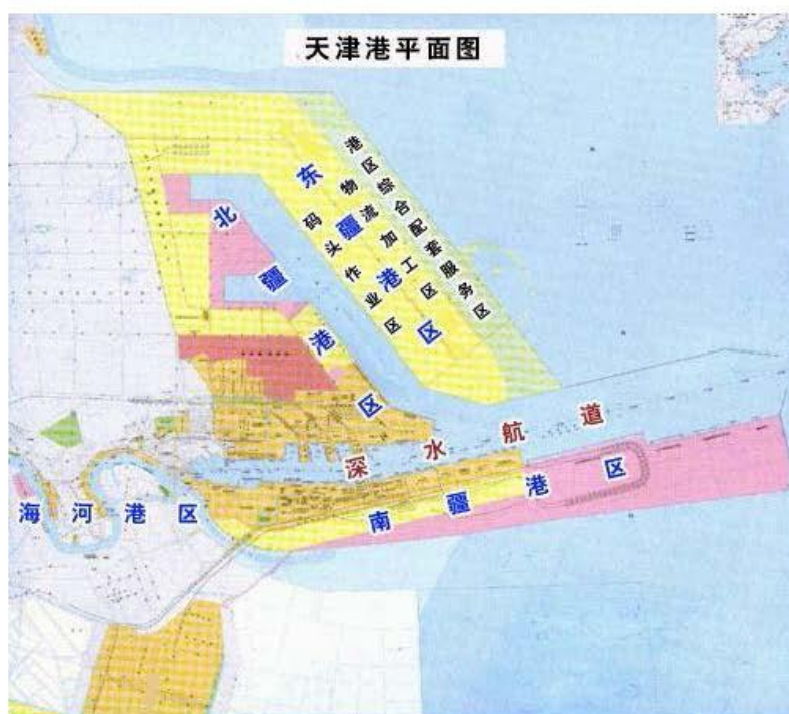 天津港平面图
北疆港区
东疆港区
码头作业区
物流加工区
港区综合配套服务区
深水航道
海河港区
南疆港区